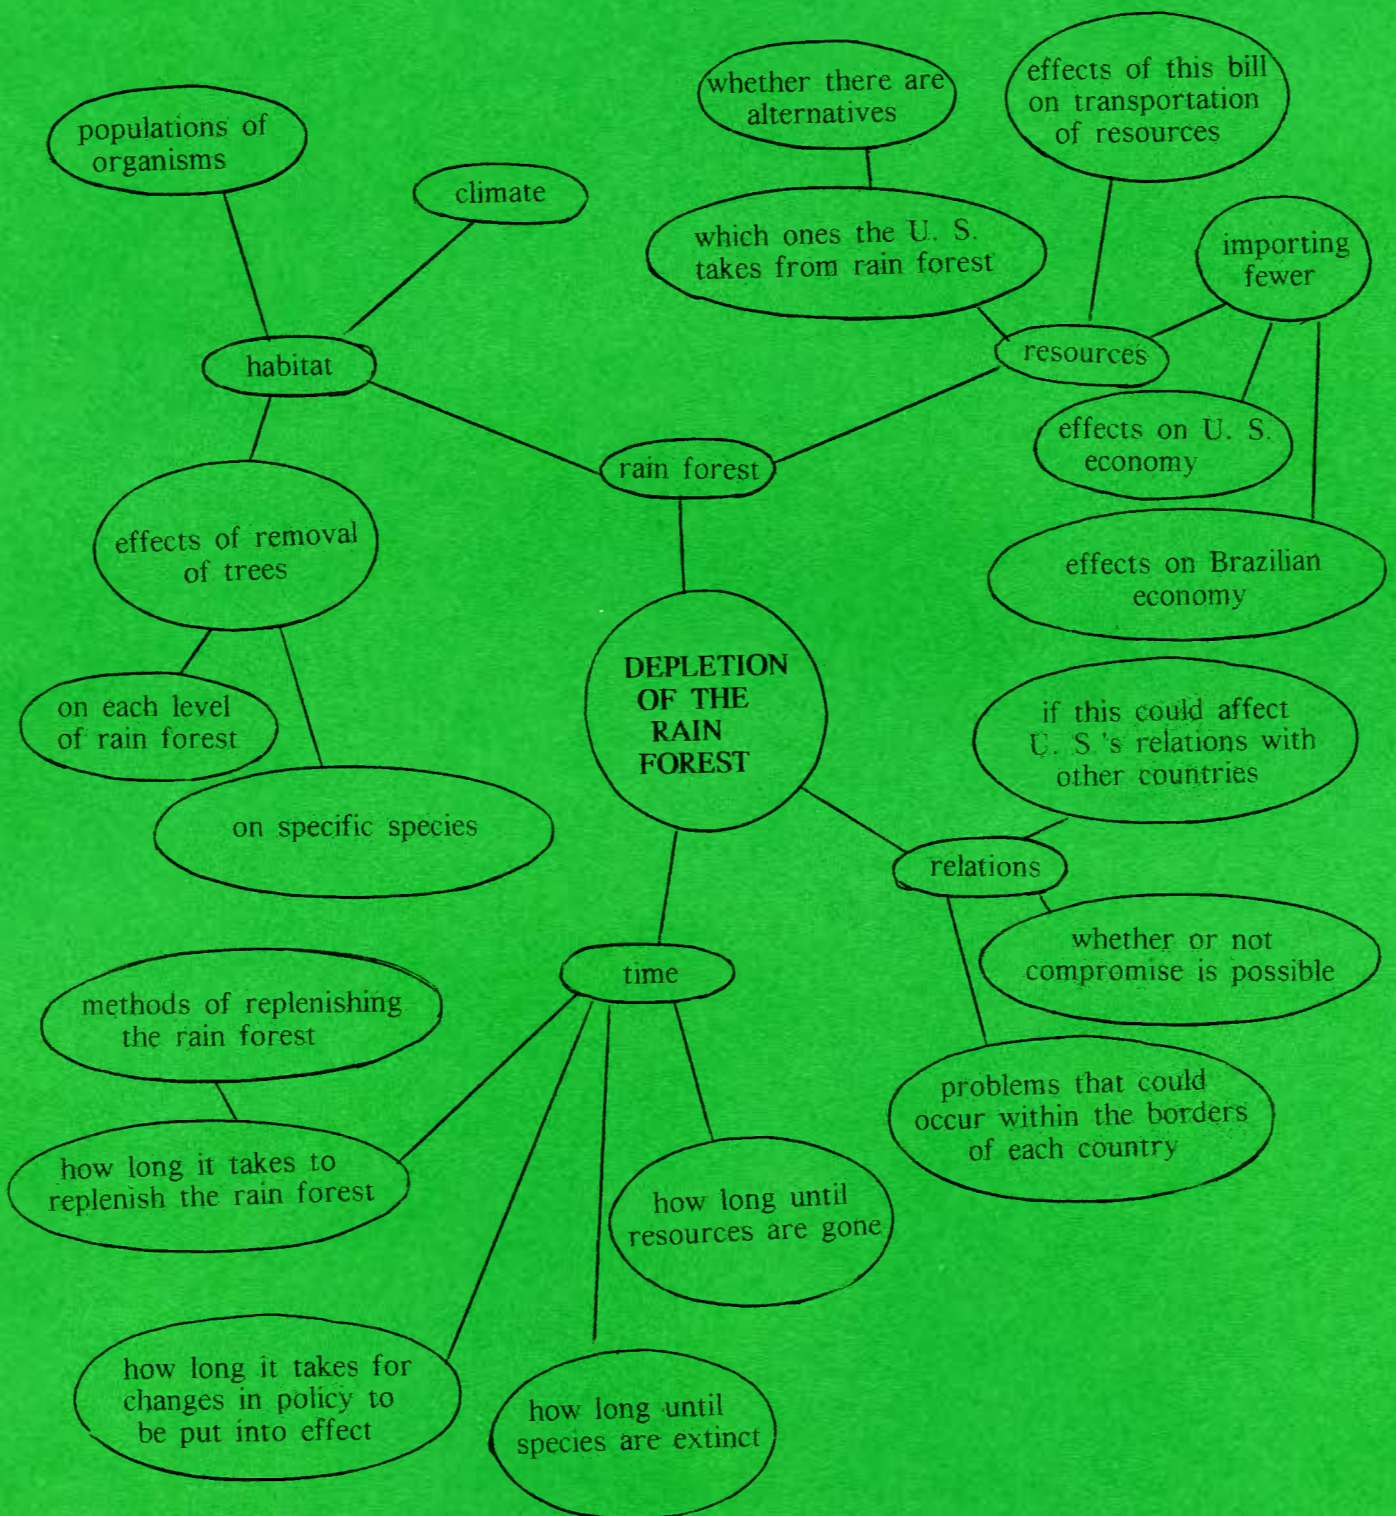 whether there are
alternatives
effects of this bill
on transportation
of resources
populations of
organisms
climate
which ones the U. S.
takes from rain forest
importing
fewer
habitat
resources
rain forest
effects on U. S.
economy
effects of removal
of trees
effects on Brazilian
economy
DEPLETION
OF THE
RAIN
FOREST
on each level
of rain forest
if this could affect
U. S.'s relations with
other countries
on specific species
relations
time
whether or not
compromise is possible
methods of replenishing
the rain forest
problems that could
occur within the borders
of each country
how long it takes to
replenish the rain forest
how long until
resources are gone
how long it takes for
changes in policy to
be put into effect
how long until
species are extinct